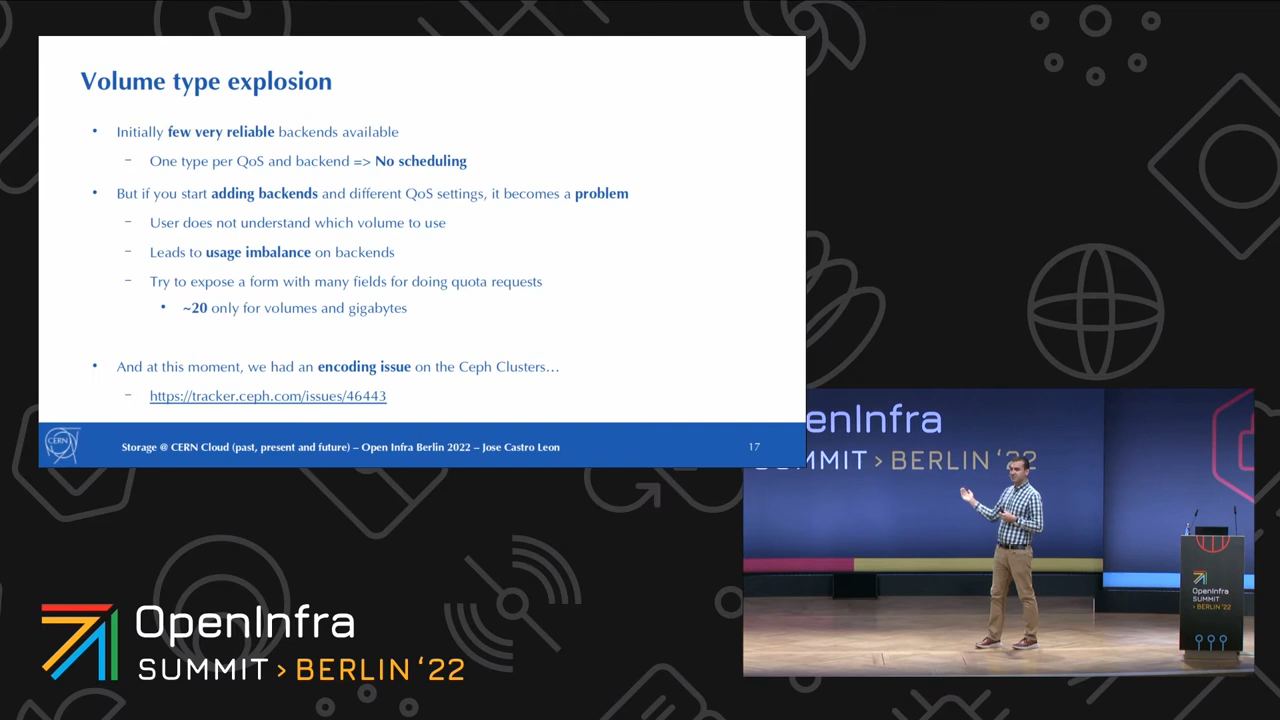 Volume type explosion
• Initially few very reliable backends available
– One type per QoS and backend => No scheduling
• But if you start adding backends and different QoS settings, it becomes a problem
– User does not understand which volume to use
– Leads to usage imbalance on backends
– Try to expose a form with many fields for doing quota requests
• ~20 only for volumes and gigabytes
• And at this moment, we had an encoding issue on the Ceph Clusters…
– https://tracker.ceph.com/issues/46443
CERN
Storage @ CERN Cloud (past, present and future) – Open Infra Berlin 2022 – Jose Castro Leon
17
enInfra
SUMMIT > BERLIN '22
OpenInfra
SUMMIT
> BERLIN '22
OpenInfra
SUMMIT > BERLIN '22